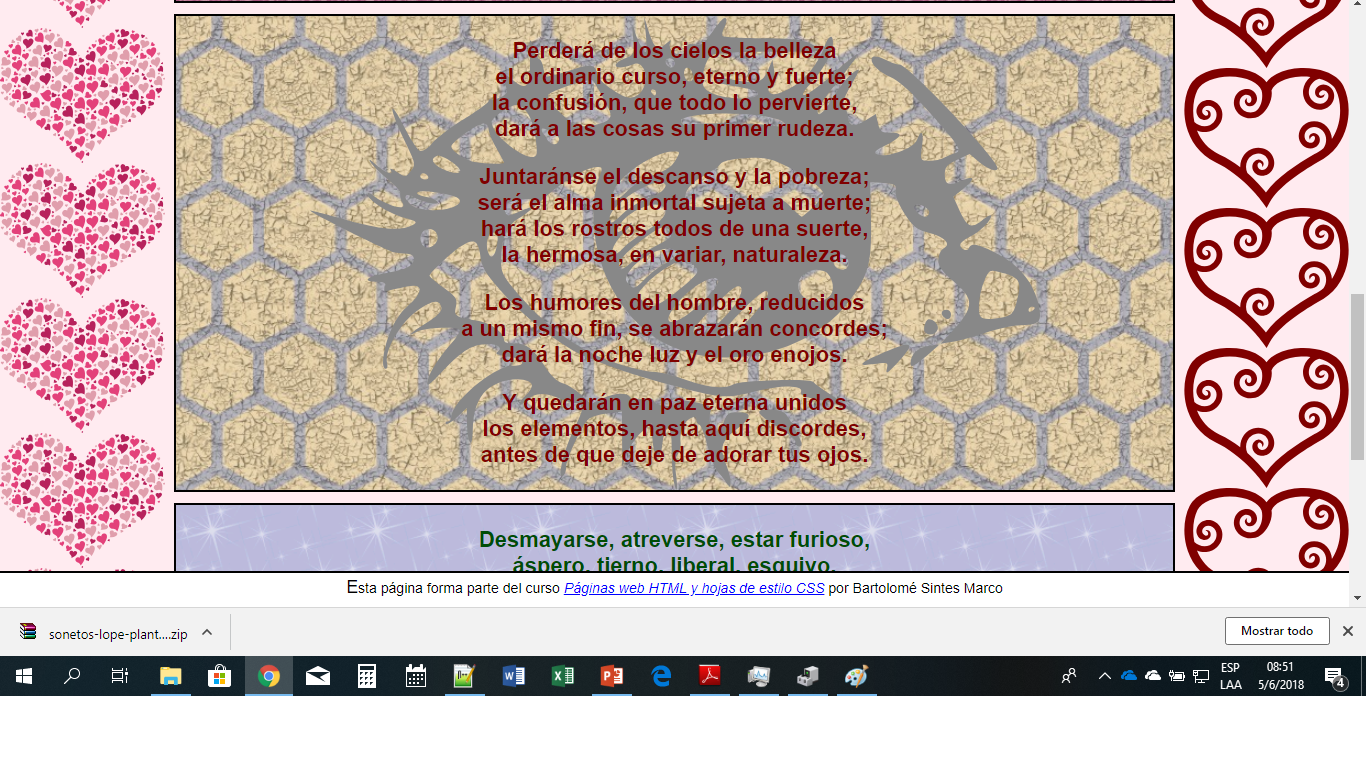 Perderá de los cielos la belleza
el ordinario curso, eterno y fuerte;
la confusión, que todo lo pervierte,
dará a las cosas su primer rudeza.
Juntaránse el descanso y la pobreza;
será el alma inmortal sujeta a muerte;
hará los rostros todos de una suerte,
la hermosa, en variar, naturaleza.
Los humores del hombre, reducidos
a un mismo fin, se abrazarán concordes;
dará la noche luz y el oro enojos.
Y quedarán en paz eterna unidos
los elementos, hasta aquí discordes,
antes de que deje de adorar tus ojos.
Desmayarse, atreverse, estar furioso,
áspero, tierno, liberal, esquivo,
Esta página forma parte del curso Páginas web HTML y hojas de estilo CSS por Bartolomé Sintes Marco
sonetos-lope-plant....zip
Mostrar todo
ESP
LAA
08:51
5/6/2018
4